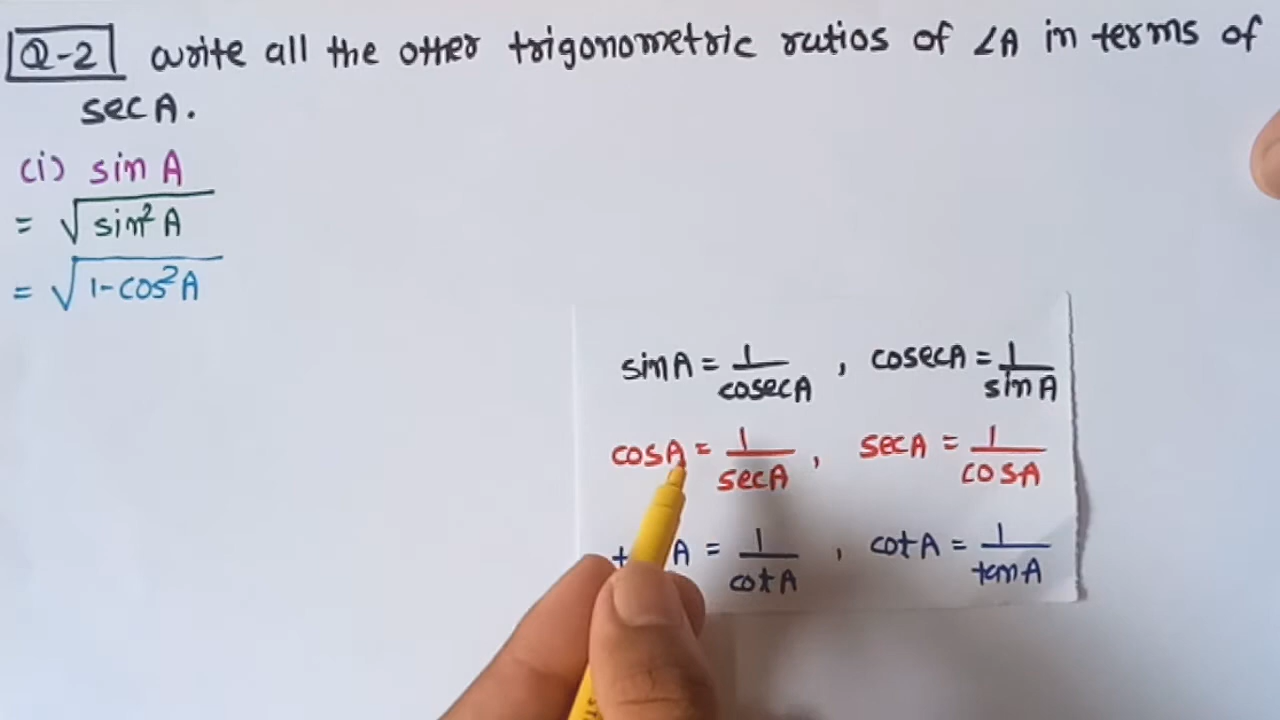 Q-2 write all the other trigonometric ratios of ∠A in terms of
sec A.
(i) sin A
= √sin²A
= √1-cos²A
sinA = 1/cosecA , cosecA = 1/sinA
cosA = 1/secA , secA = 1/cosA
A = 1/cotA , cotA = 1/tanA